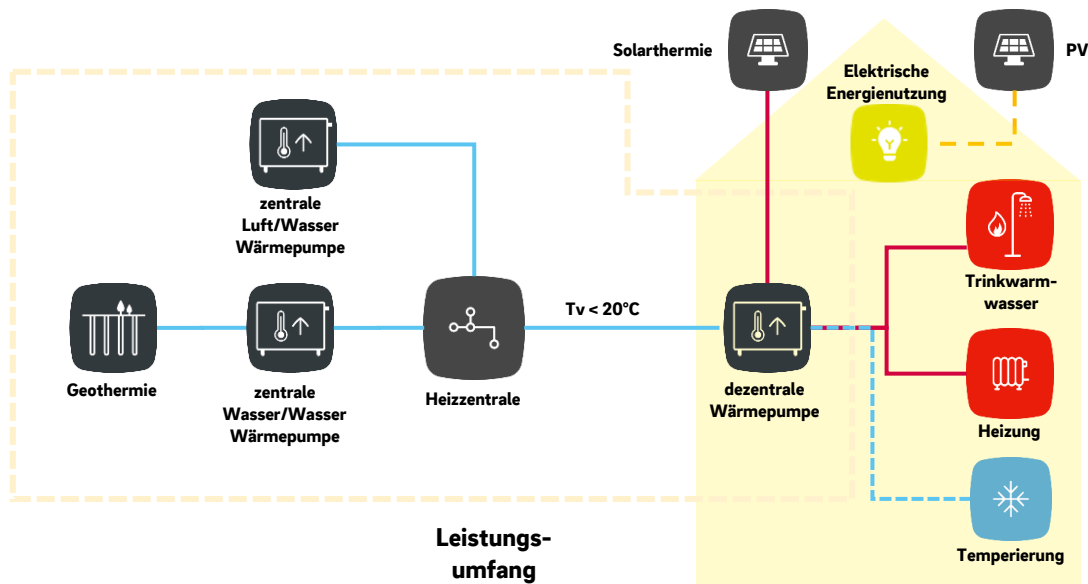 Solarthermie
PV
Elektrische
Energienutzung
zentrale
Luft/Wasser
Wärmepumpe
Trinkwarm-
wasser
Tv < 20°C
Geothermie
zentrale
Wasser/Wasser
Wärmepumpe
Heizzentrale
dezentrale
Wärmepumpe
Heizung
Temperierung
Leistungs-
umfang